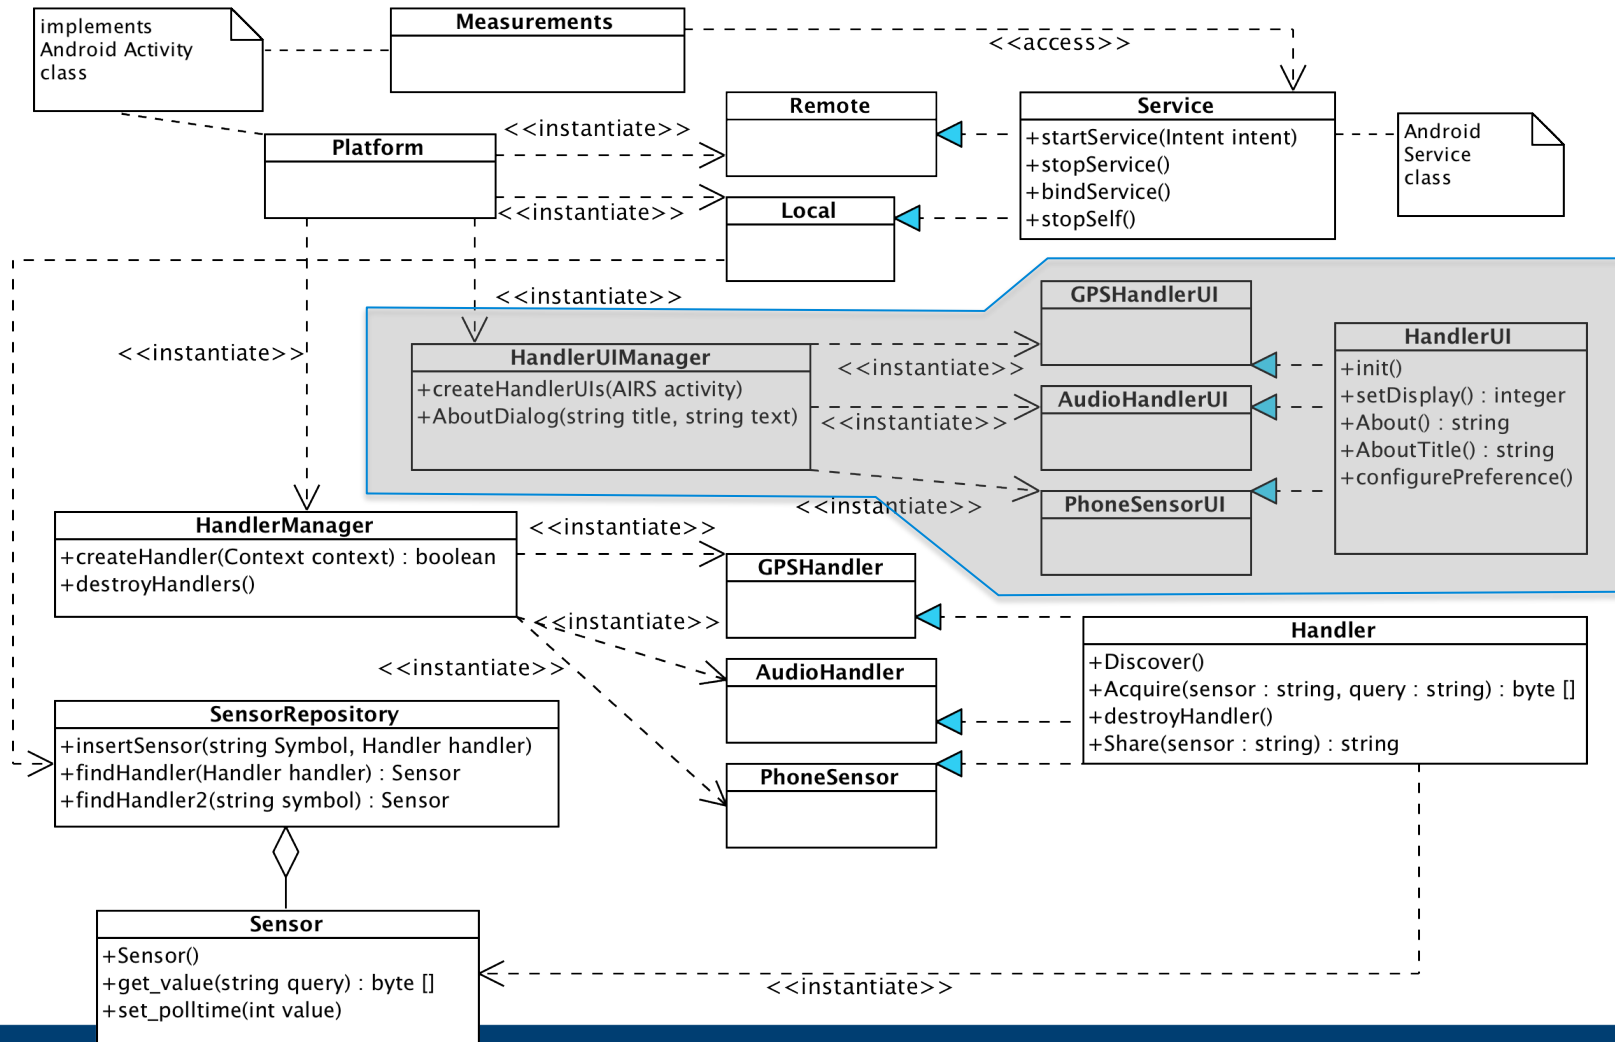 implements
Android Activity
class
Measurements
<<access>>
Remote
<<instantiate>>
Platform
Service
+startService(Intent intent)
+stopService()
+bindService()
+stopSelf()
Android
Service
class
<<instantiate>>
Local
<<instantiate>>
<<instantiate>>
GPSHandlerUI
HandlerUIManager
+createHandlerUIs(AIRS activity)
+AboutDialog(string title, string text)
<<instantiate>>
AudioHandlerUI
<<instantiate>>
HandlerUI
+init()
+setDisplay() : integer
+About() : string
+AboutTitle() : string
+configurePreference()
<<instantiate>>
PhoneSensorUI
HandlerManager
+createHandler(Context context) : boolean
+destroyHandlers()
<<instantiate>>
GPSHandler
<<instantiate>>
<<instantiate>>
AudioHandler
Handler
+Discover()
+Acquire(sensor : string, query : string) : byte []
+destroyHandler()
+Share(sensor : string) : string
SensorRepository
+insertSensor(string Symbol, Handler handler)
+findHandler(Handler handler) : Sensor
+findHandler2(string symbol) : Sensor
PhoneSensor
Sensor
+Sensor()
+get_value(string query) : byte []
+set_polltime(int value)
<<instantiate>>